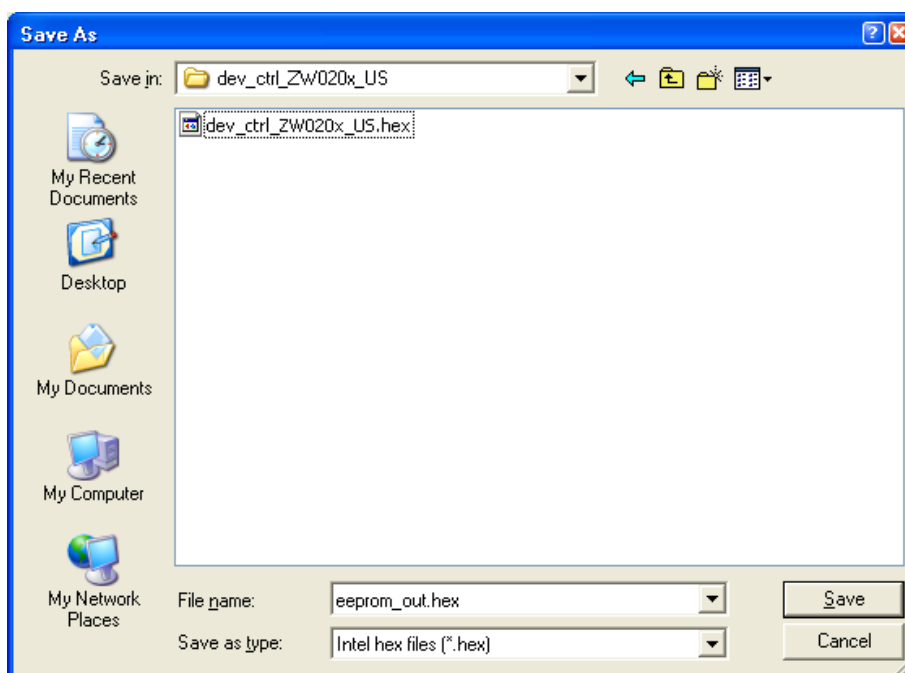 Save As
Save in:
dev_ctrl_ZW020x_US
dev_ctrl_ZW020x_US.hex
My Recent
Documents
Desktop
My Documents
My Computer
My Network
Places
File name:
eeprom_out.hex
Save
Save as type:
Intel hex files (*.hex)
Cancel